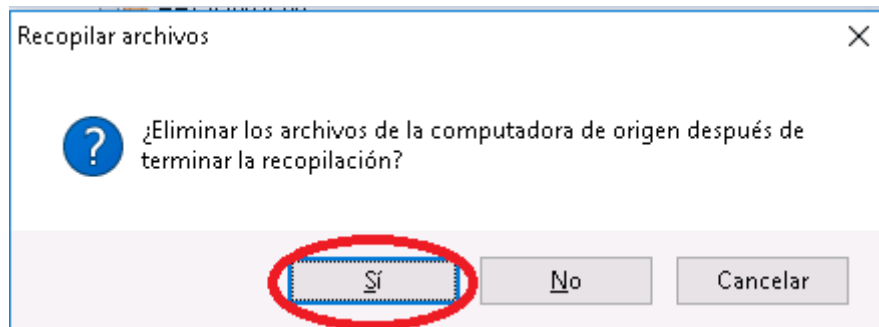 Recopilar archivos
¿Eliminar los archivos de la computadora de origen después de
terminar la recopilación?
Sí
No
Cancelar